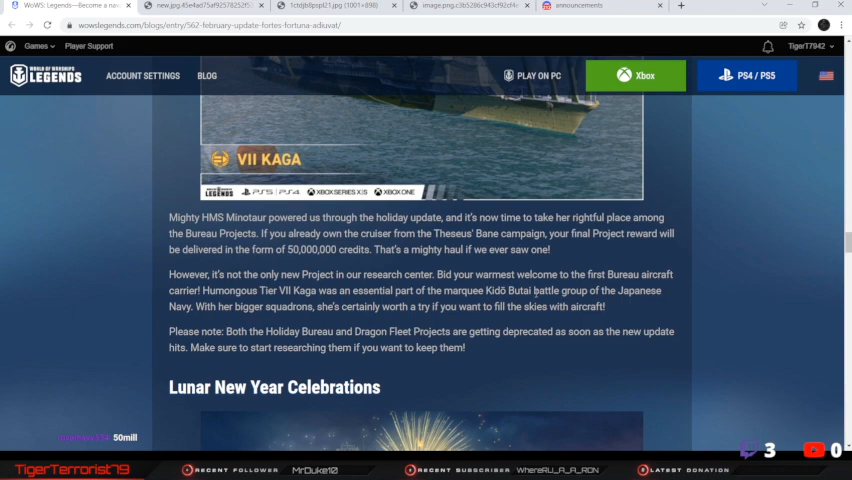 WoWS: Legends—Become a nav
new.jpg.45e4ad75af92578252f5
1ctdjb8pspl21.jpg (1001×898)
image.png.c3b5286c943cf92cf4c
announcements
wowslegends.com/blogs/entry/562-february-update-fortes-fortuna-adiuvat/
Games
Player Support
TigerT7942
WORLD OF WARSHIPS
LEGENDS
ACCOUNT SETTINGS
BLOG
PLAY ON PC
Xbox
PS4 / PS5
VII KAGA
LEGENDS
PS5
PS4
XBOX SERIES X|S
XBOX ONE
Mighty HMS Minotaur powered us through the holiday update, and it's now time to take her rightful place among
the Bureau Projects. If you already own the cruiser from the Theseus' Bane campaign, your final Project reward will
be delivered in the form of 50,000,000 credits. That's a mighty haul if we ever saw one!
However, it's not the only new Project in our research center. Bid your warmest welcome to the first Bureau aircraft
carrier! Humongous Tier VII Kaga was an essential part of the marquee Kidō Butai battle group of the Japanese
Navy. With her bigger squadrons, she's certainly worth a try if you want to fill the skies with aircraft!
Please note: Both the Holiday Bureau and Dragon Fleet Projects are getting deprecated as soon as the new update
hits. Make sure to start researching them if you want to keep them!
Lunar New Year Celebrations
50mill
3
0
TigerTerrorist79
RECENT FOLLOWER
MrDuke10
RECENT SUBSCRIBER
WhereRU_A_A_RON
LATEST DONATION